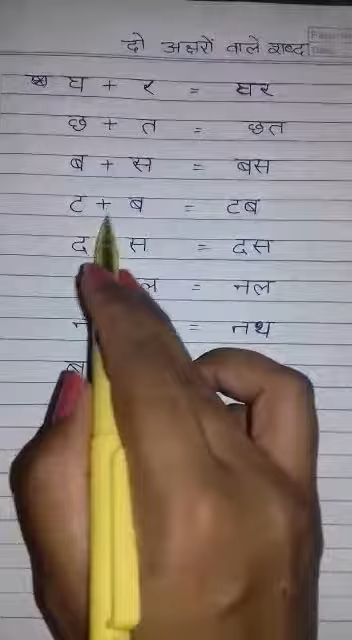 दो अक्षरों वाले शब्द
घ + र = घर
छ + त = छत
ब + स = बस
ट + ब = टब
द स = दस
ल = नल
न = नथ
ब